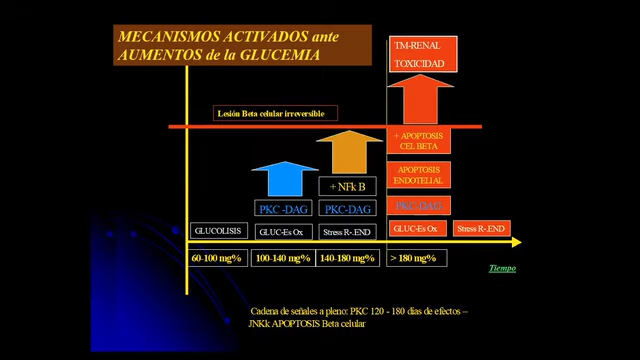 MECANISMOS ACTIVADOS ante
AUMENTOS de la GLUCEMIA
TM-RENAL
TOXICIDAD
Lesión Beta celular irreversible
+ APOPTOSIS
CEL BETA
+ NFk B
APOPTOSIS
ENDOTELIAL
PKC -DAG
PKC-DAG
PKC-DAG
GLUCOLISIS
GLUC-Es Ox
Stress R-.END
GLUC-Es Ox
Stress R-.END
60-100 mg%
100-140 mg%
140-180 mg%
> 180 mg%
Tiempo
Cadena de señales a pleno: PKC 120 - 180 días de efectos –
JNKk APOPTOSIS Beta celular